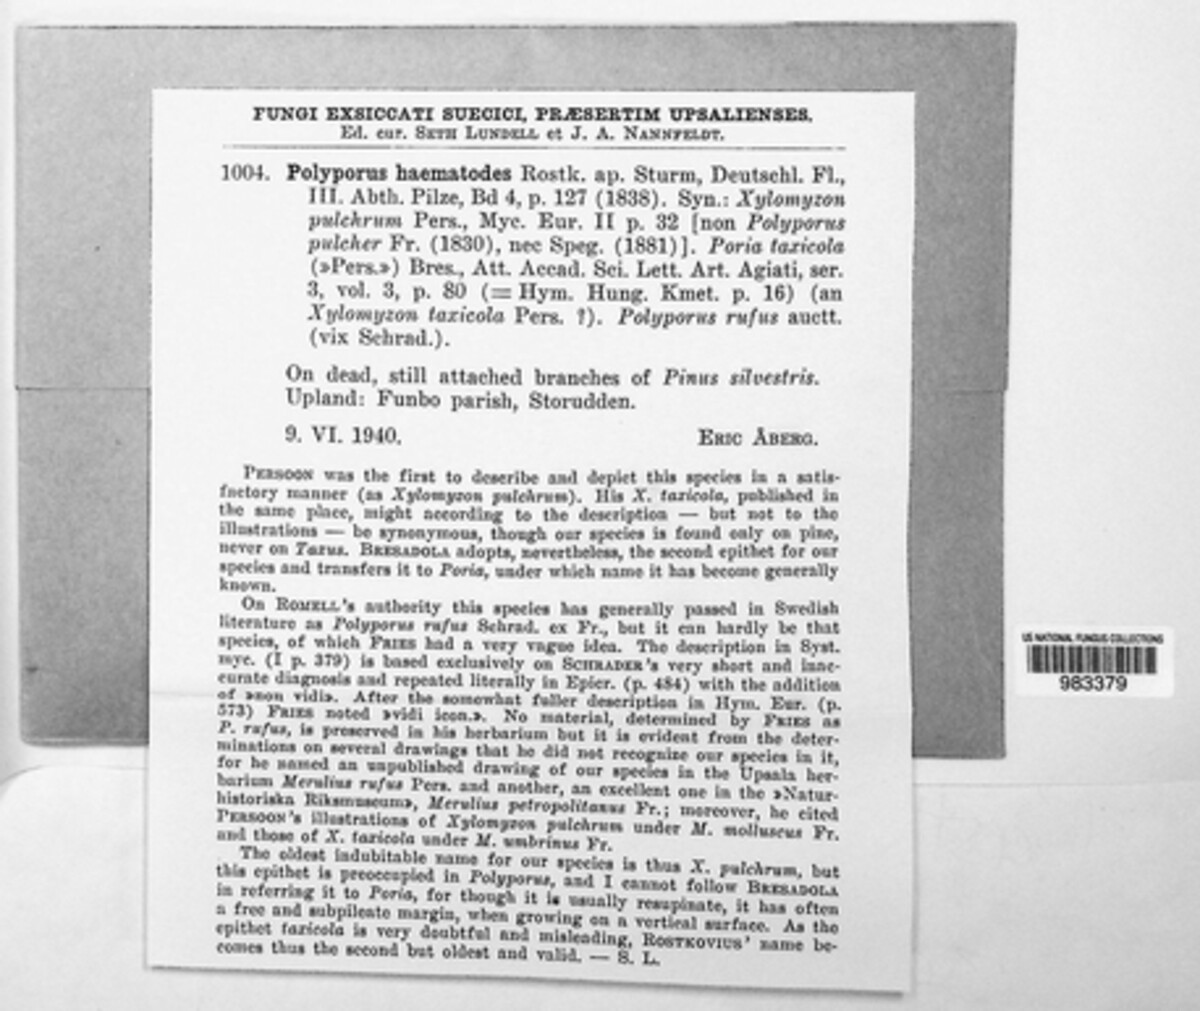 FUNGI EXSICCATI SUECICI, PRÆSERTIM UPSALIENSES.
Ed. cur. SETH LUNDELL et J. A. NANNFELDT.
1004. Polyporus haematodes Rostk. ap. Sturm, Deutschl. Fl.,
III. Abth. Pilze, Bd 4, p. 127 (1838). Syn.: Xylomyzon
pulchrum Pers., Myc. Eur. II p. 32 [non Polyporus
pulcher Fr. (1830), nec Speg. (1881)]. Poria taxicola
(»Pers.») Bres., Att. Accad. Sci. Lett. Art. Agiati, ser.
3, vol. 3, p. 80 (= Hym. Hung. Kmet. p. 16) (an
Xylomyzon taxicola Pers. ?). Polyporus rufus auctt.
(vix Schrad.).
On dead, still attached branches of Pinus silvestris.
Upland: Funbo parish, Storudden.
9. VI. 1940. ERIC ÅBERG.
PERSOON was the first to describe and depict this species in a satis-
factory manner (as Xylomyzon pulchrum). His X. taxicola, published in
the same place, might according to the description — but not to the
illustrations — be synonymous, though our species is found only on pine,
never on Taxus. BRESADOLA adopts, nevertheless, the second epithet for our
species and transfers it to Poria, under which name it has become generally
known.
On ROMELL's authority this species has generally passed in Swedish
literature as Polyporus rufus Schrad. ex Fr., but it can hardly be that
species, of which FRIES had a very vague idea. The description in Syst.
myc. (I p. 379) is based exclusively on SCHRADER's very short and inac-
curate diagnosis and repeated literally in Epicr. (p. 484) with the addition
of »non vidi». After the somewhat fuller description in Hym. Eur. (p.
573) FRIES noted »vidi icon.». No material, determined by FRIES as
P. rufus, is preserved in his herbarium but it is evident from the deter-
minations on several drawings that he did not recognize our species in it,
for he named an unpublished drawing of our species in the Upsala her-
barium Merulius rufus Pers. and another, an excellent one in the »Natur-
historiska Riksmuseum», Merulius petropolitanus Fr.; moreover, he cited
PERSOON's illustrations of Xylomyzon pulchrum under M. molluscus Fr.
and those of X. taxicola under M. umbrinus Fr.
The oldest indubitable name for our species is thus X. pulchrum, but
this epithet is preoccupied in Polyporus, and I cannot follow BRESADOLA
in referring it to Poria, for though it is usually resupinate, it has often
a free and subpileate margin, when growing on a vertical surface. As the
epithet taxicola is very doubtful and misleading, ROSTKOVIUS' name be-
comes thus the second but oldest and valid. — S. L.
US NATIONAL FUNGUS COLLECTIONS
983379